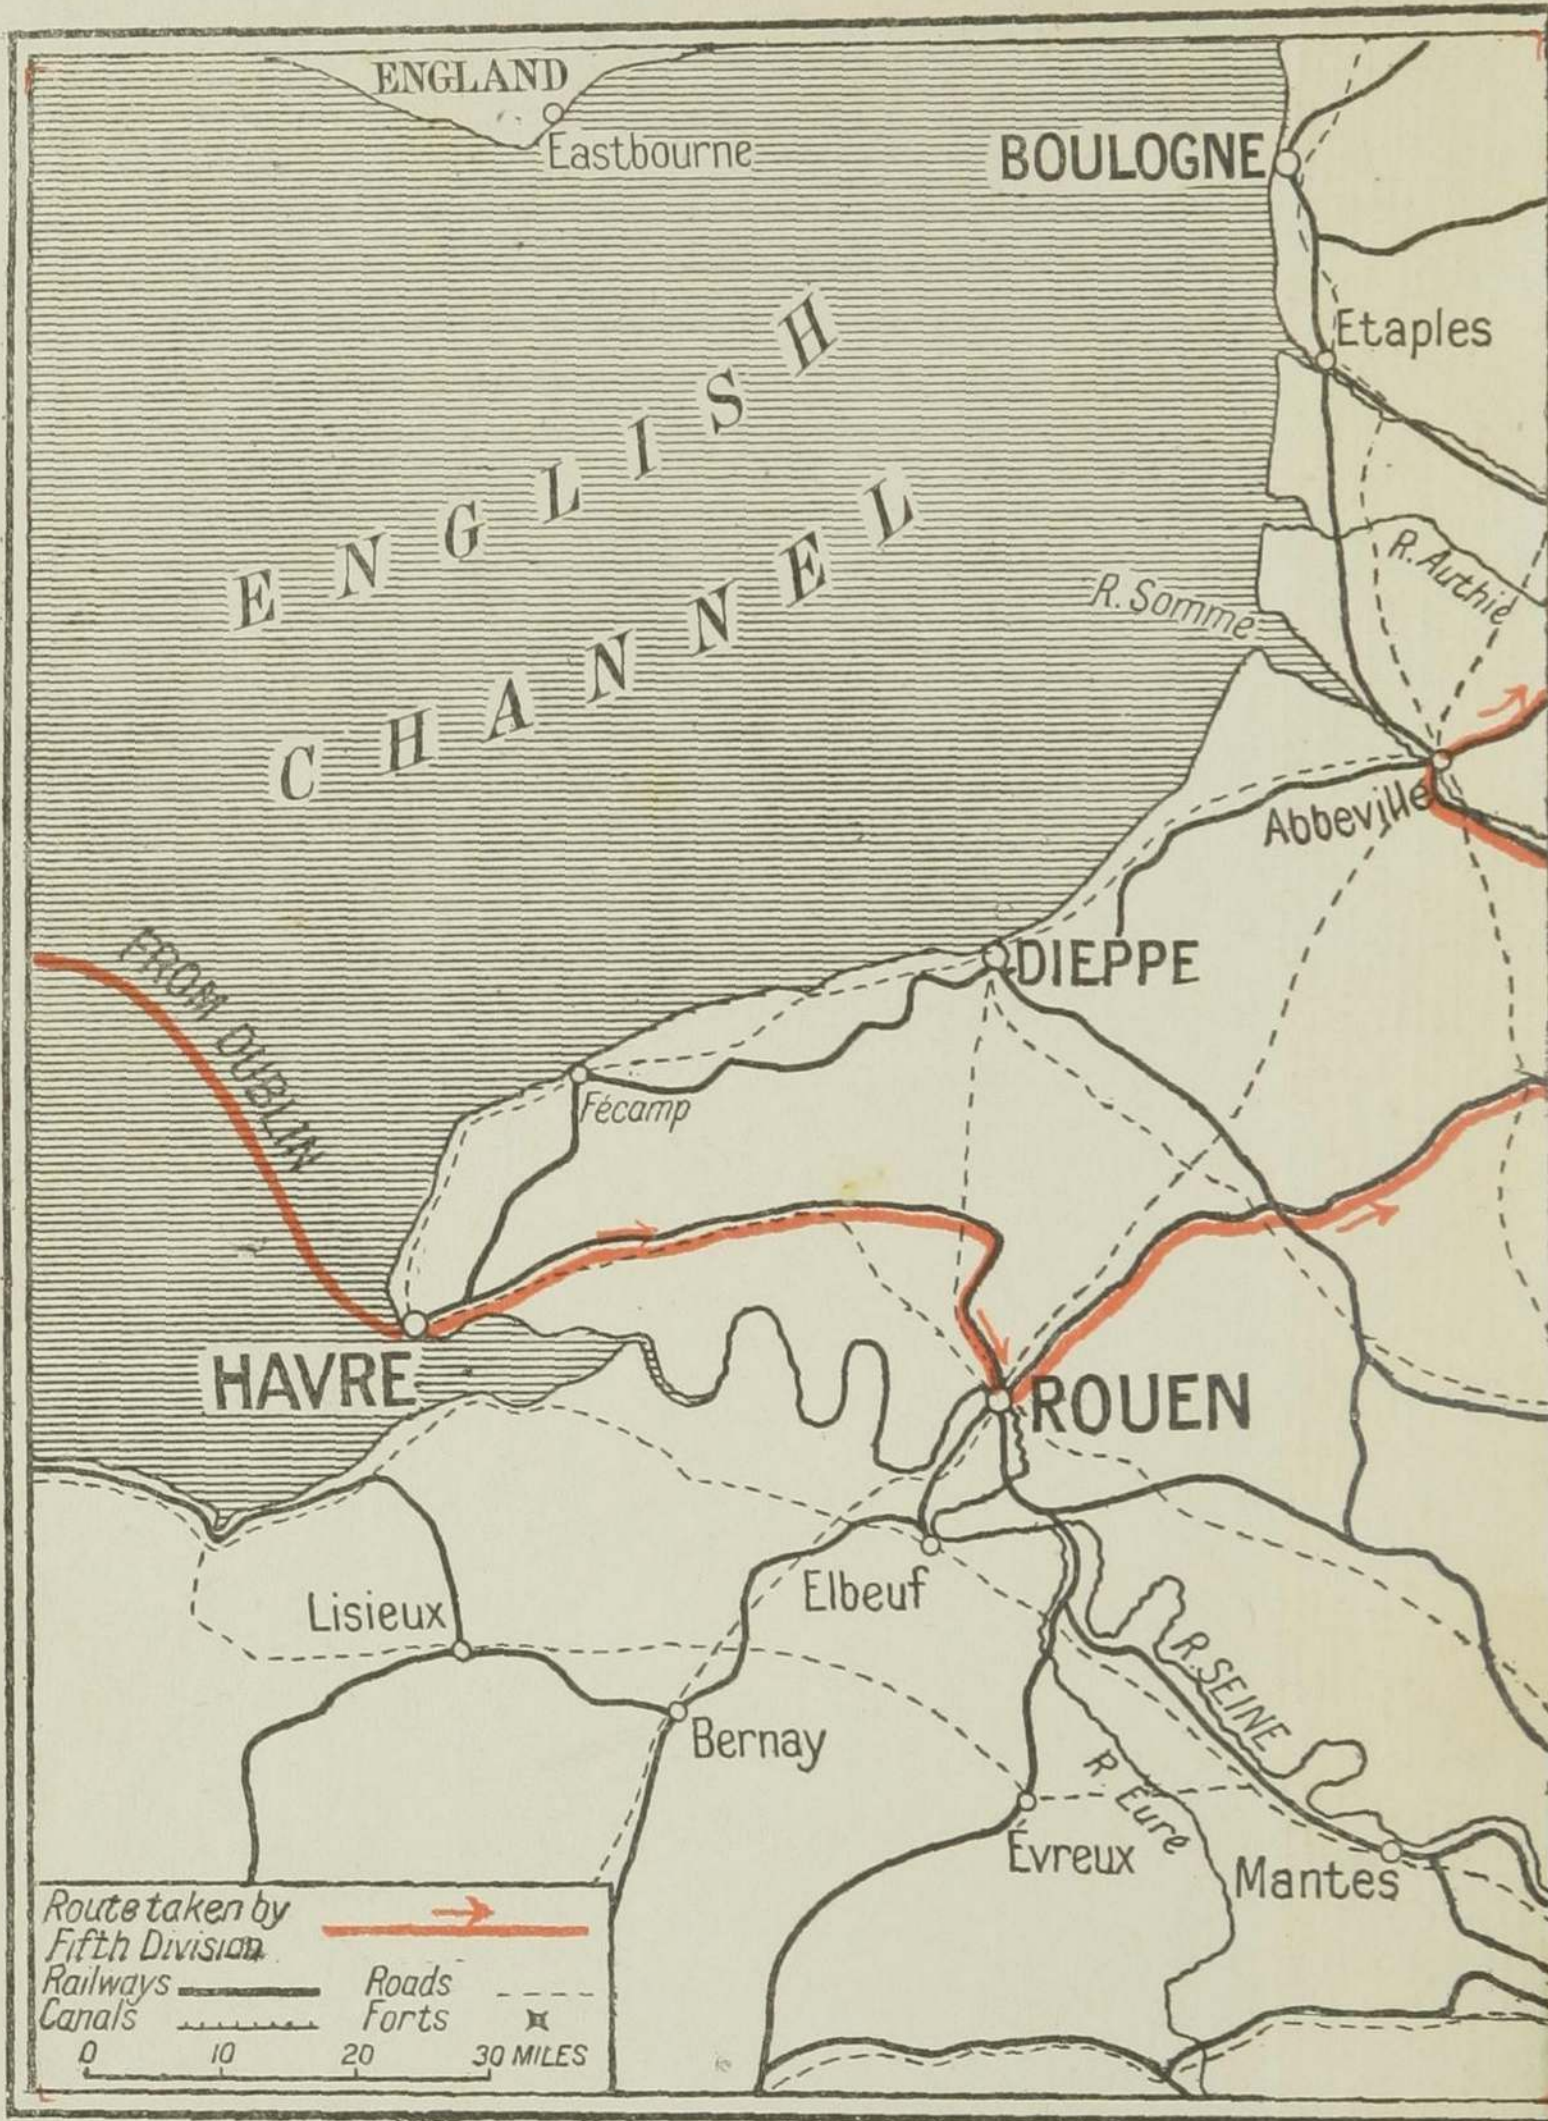 ENGLAND
Eastbourne
BOULOGNE
Etaples
ENGLISH
CHANNEL
R. Somme
R. Authie
Abbeville
FROM DUBLIN
DIEPPE
Fécamp
HAVRE
ROUEN
Elbeuf
Lisieux
R. SEINE
Bernay
R. Eure
Évreux
Mantes
Route taken by
Fifth Division
Railways
Roads
Canals
Forts
0 10 20 30 MILES